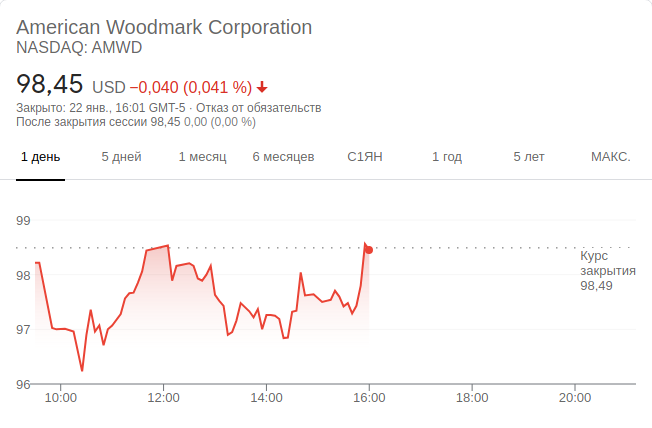 American Woodmark Corporation
NASDAQ: AMWD
98,45 USD −0,040 (0,041 %)
Закрыто: 22 янв., 16:01 GMT-5 · Отказ от обязательств
После закрытия сессии 98,45 0,00 (0,00 %)
1 день 5 дней 1 месяц 6 месяцев С1ЯН 1 год 5 лет МАКС.
99
98
97
96
Курс
закрытия
98,49
10:00 12:00 14:00 16:00 18:00 20:00